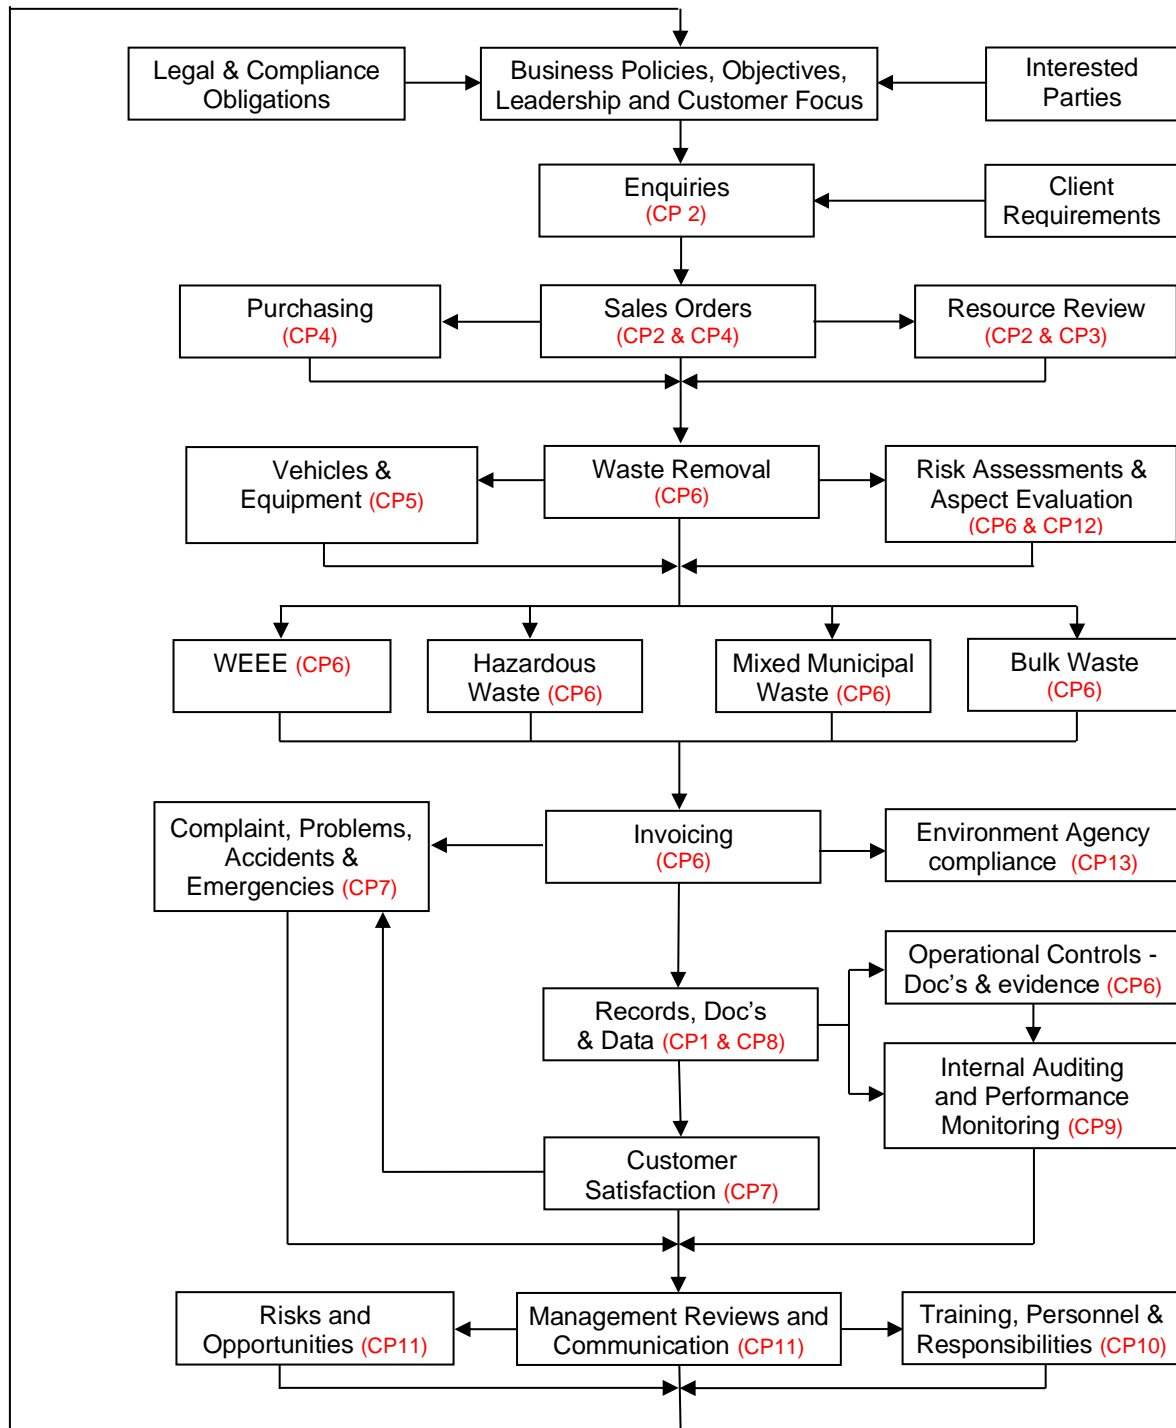 Legal & Compliance
Obligations
Business Policies, Objectives,
Leadership and Customer Focus
Interested
Parties
Enquiries
(CP 2)
Client
Requirements
Purchasing
(CP4)
Sales Orders
(CP2 & CP4)
Resource Review
(CP2 & CP3)
Vehicles &
Equipment (CP5)
Waste Removal
(CP6)
Risk Assessments &
Aspect Evaluation
(CP6 & CP12)
WEEE (CP6)
Hazardous
Waste (CP6)
Mixed Municipal
Waste (CP6)
Bulk Waste
(CP6)
Complaint, Problems,
Accidents &
Emergencies (CP7)
Invoicing
(CP6)
Environment Agency
compliance (CP13)
Operational Controls -
Doc's & evidence (CP6)
Records, Doc's
& Data (CP1 & CP8)
Internal Auditing
and Performance
Monitoring (CP9)
Customer
Satisfaction (CP7)
Risks and
Opportunities (CP11)
Management Reviews and
Communication (CP11)
Training, Personnel &
Responsibilities (CP10)